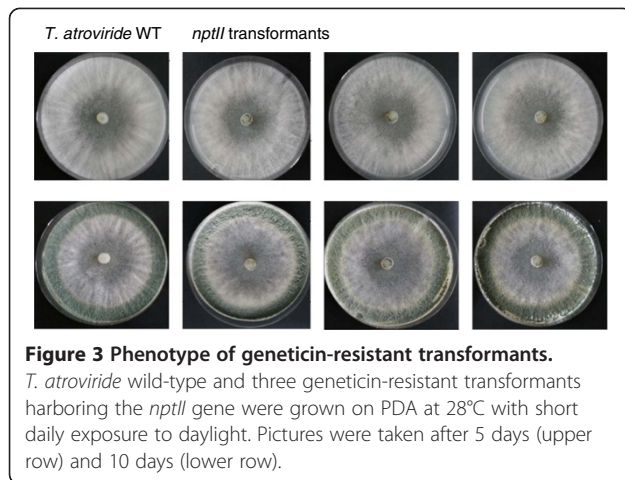 T. atroviride WT nptII transformants
Figure 3 Phenotype of geneticin-resistant transformants.
T. atroviride wild-type and three geneticin-resistant transformants
harboring the nptII gene were grown on PDA at 28°C with short
daily exposure to daylight. Pictures were taken after 5 days (upper
row) and 10 days (lower row).